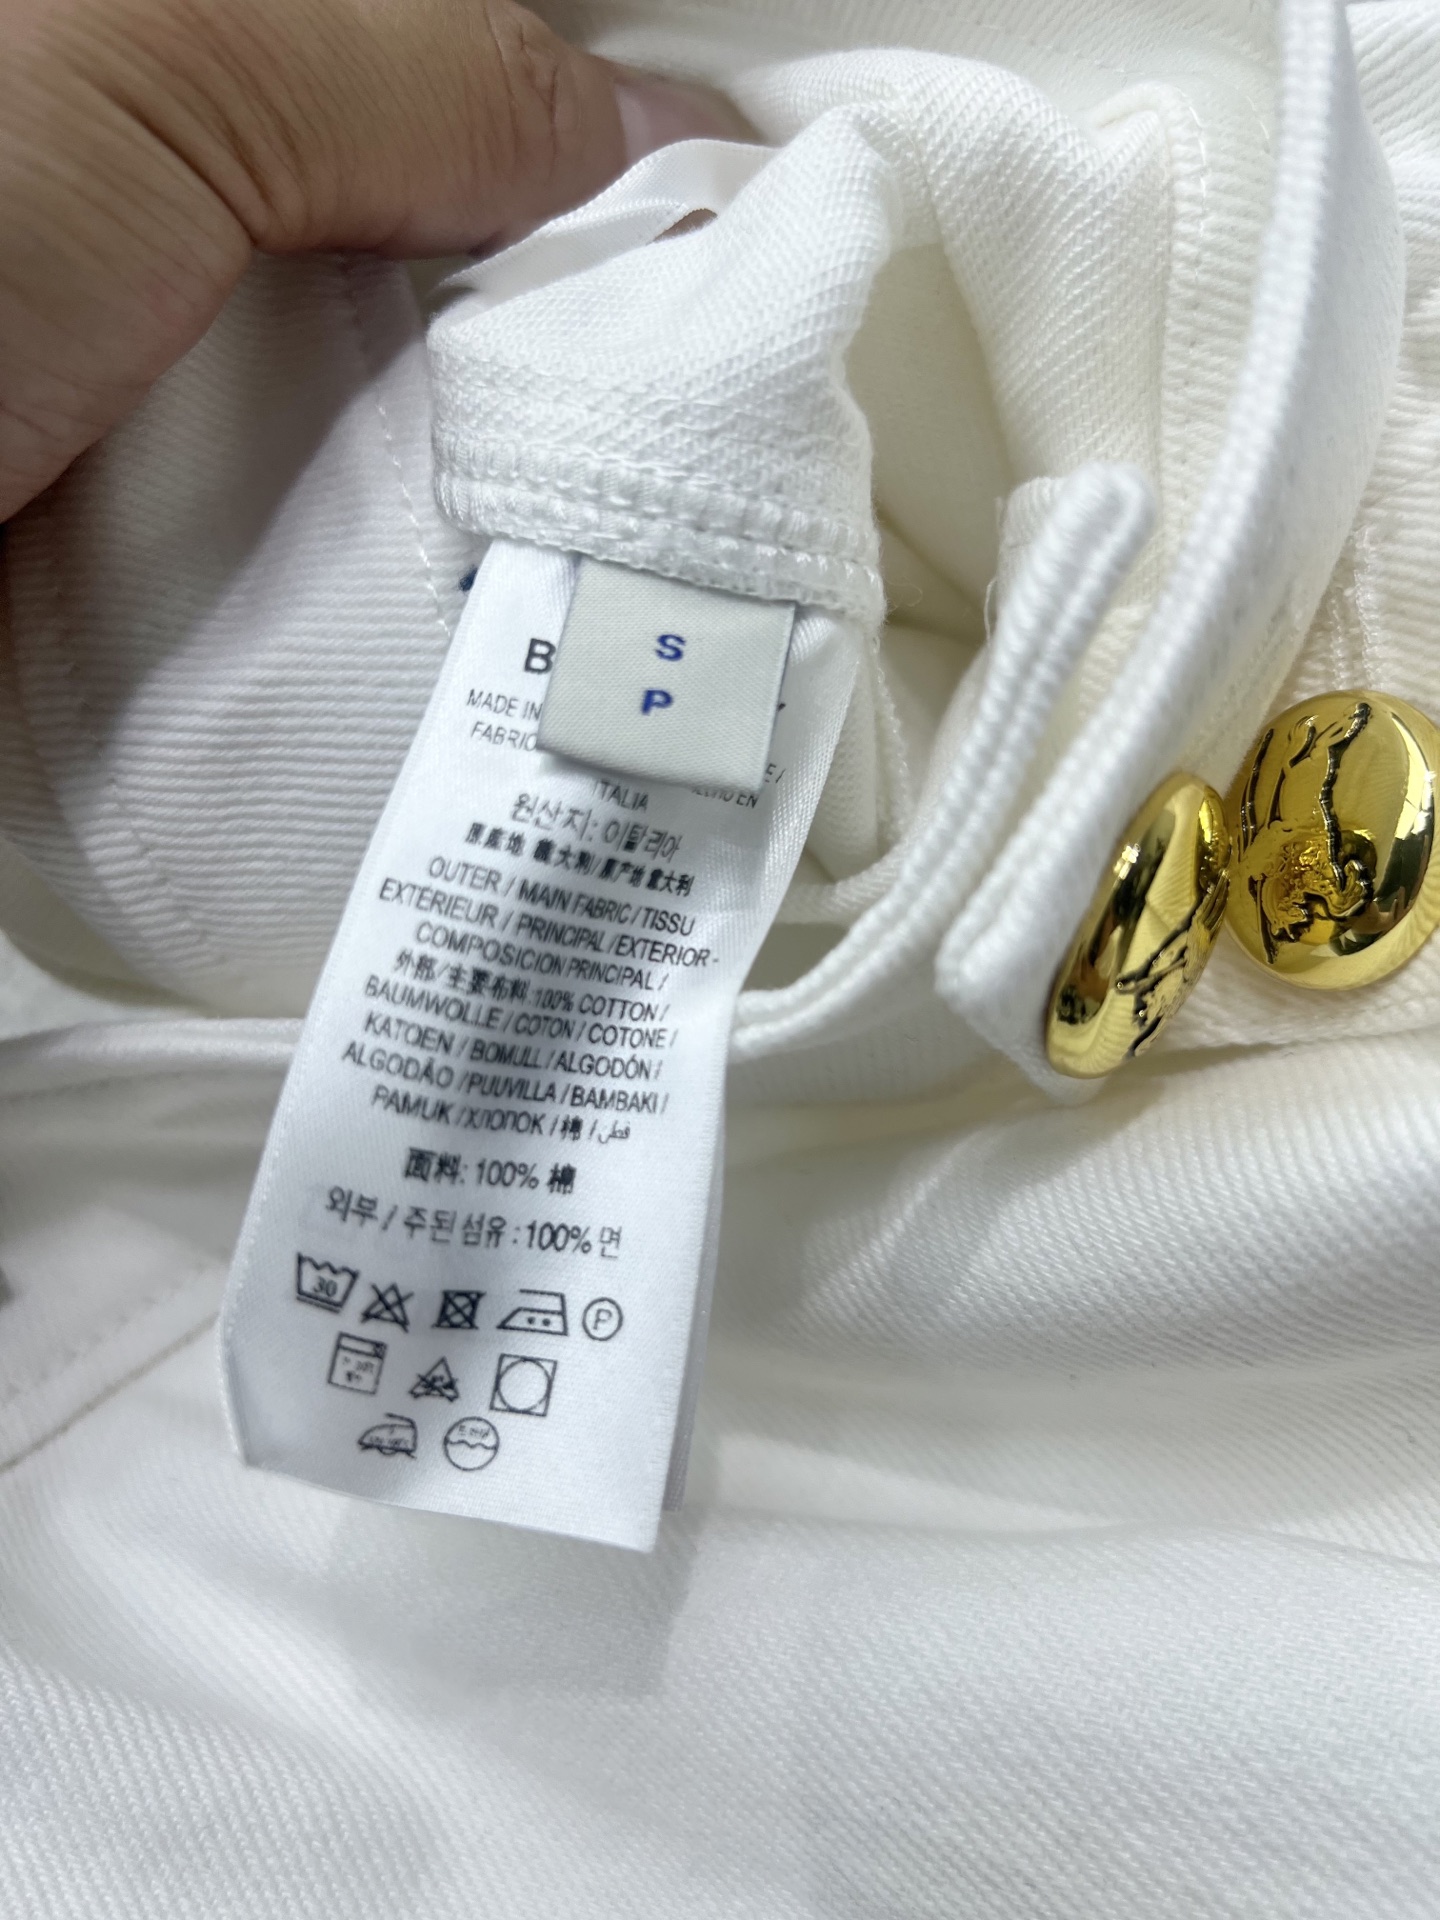 S
P
B
MADE IN
FABRIC
ITALIA
원산지: 이탈리아
原産地 義大利/原产地 意大利
OUTER / MAIN FABRIC / TISSU
EXTÉRIEUR / PRINCIPAL / EXTERIOR-
COMPOSICION PRINCIPAL /
外部/主要布料 100% COTTON /
BAUMWOLLE / COTON / COTONE /
KATOEN / BOMULL / ALGODÓN /
ALGODÃO / PUUVILLA / BAMBAKI /
PAMUK / ХЛОПОК / 棉 / قطن
面料: 100% 棉
외부 / 주된 섬유 : 100% 면
30
P